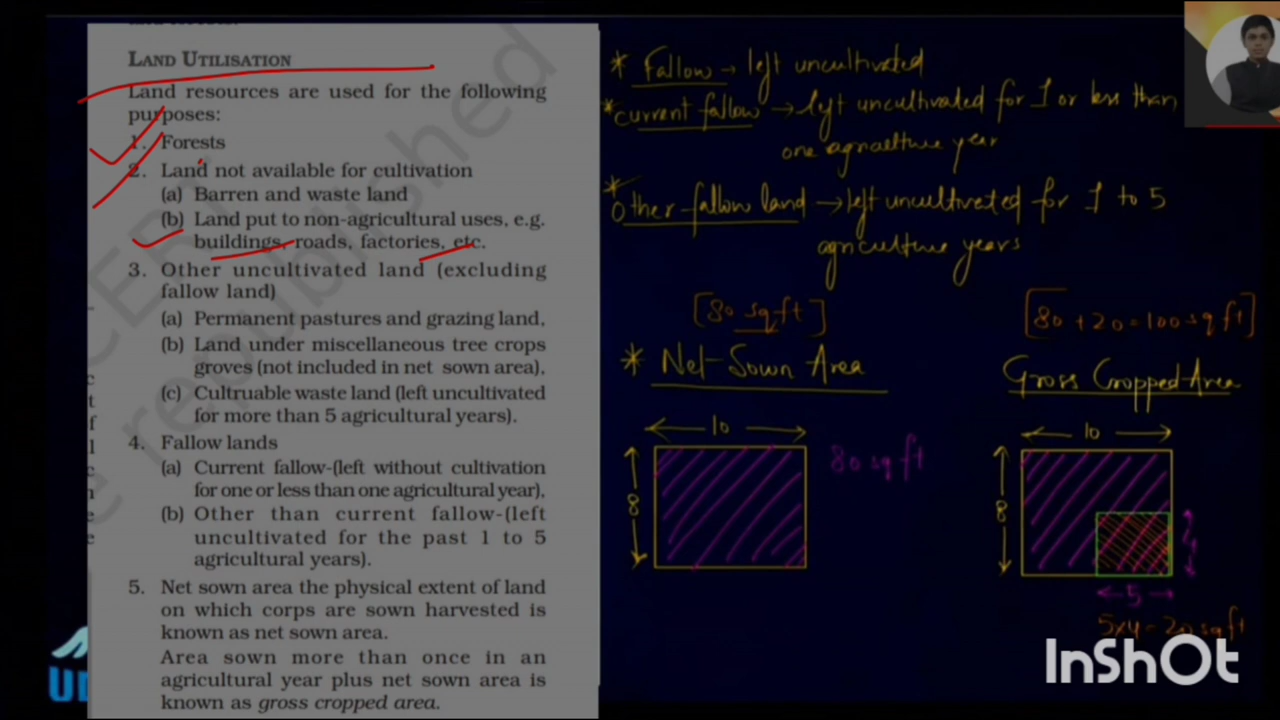 LAND UTILISATION
Land resources are used for the following
purposes:
1. Forests
2. Land not available for cultivation
(a) Barren and waste land
(b) Land put to non-agricultural uses, e.g.
buildings, roads, factories, etc.
3. Other uncultivated land (excluding
fallow land)
(a) Permanent pastures and grazing land,
(b) Land under miscellaneous tree crops
groves (not included in net sown area),
(c) Cultruable waste land (left uncultivated
for more than 5 agricultural years).
4. Fallow lands
(a) Current fallow-(left without cultivation
for one or less than one agricultural year),
(b) Other than current fallow-(left
uncultivated for the past 1 to 5
agricultural years).
5. Net sown area the physical extent of land
on which corps are sown harvested is
known as net sown area.
Area sown more than once in an
agricultural year plus net sown area is
known as gross cropped area.
* Fallow → left uncultivated
* current fallow → left uncultivated for 1 or less than
one agriculture year
* Other fallow land → left uncultivated for 1 to 5
agriculture years
[80 sq ft]
* Net-Sown Area
10
8
80 sq ft
[80 + 20 = 100 sq ft]
Gross Cropped Area
10
8
4
5
5x4 = 20 sq ft
republished
InShOt